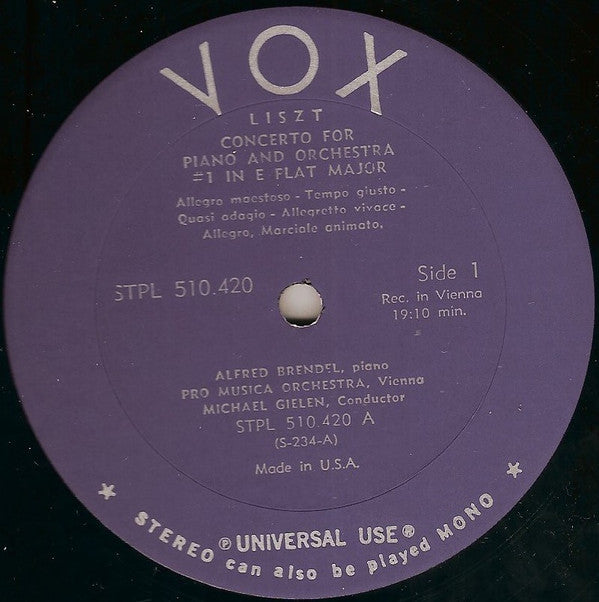 VOX
LISZT
CONCERTO FOR
PIANO AND ORCHESTRA
#1 IN E FLAT MAJOR
Allegro maestoso - Tempo giusto -
Quasi adagio - Allegretto vivace -
Allegro, Marciale animato.
STPL 510.420
Side 1
Rec. in Vienna
19:10 min.
ALFRED BRENDEL, piano
PRO MUSICA ORCHESTRA, Vienna
MICHAEL GIELEN, Conductor
STPL 510.420 A
(S-234-A)
Made in U.S.A.
℗ UNIVERSAL USE®
★ STEREO can also be played MONO ★